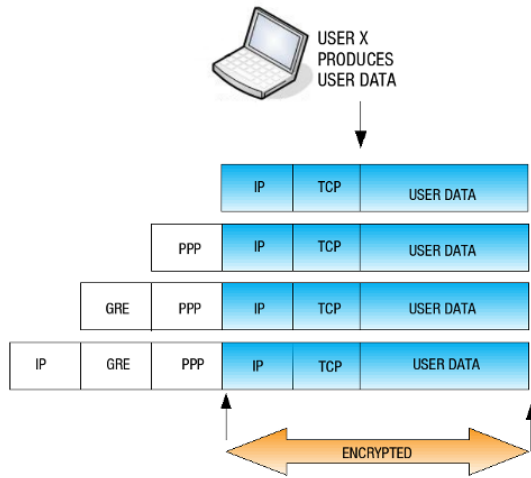 USER X
PRODUCES
USER DATA
IP TCP USER DATA
PPP IP TCP USER DATA
GRE PPP IP TCP USER DATA
IP GRE PPP IP TCP USER DATA
ENCRYPTED